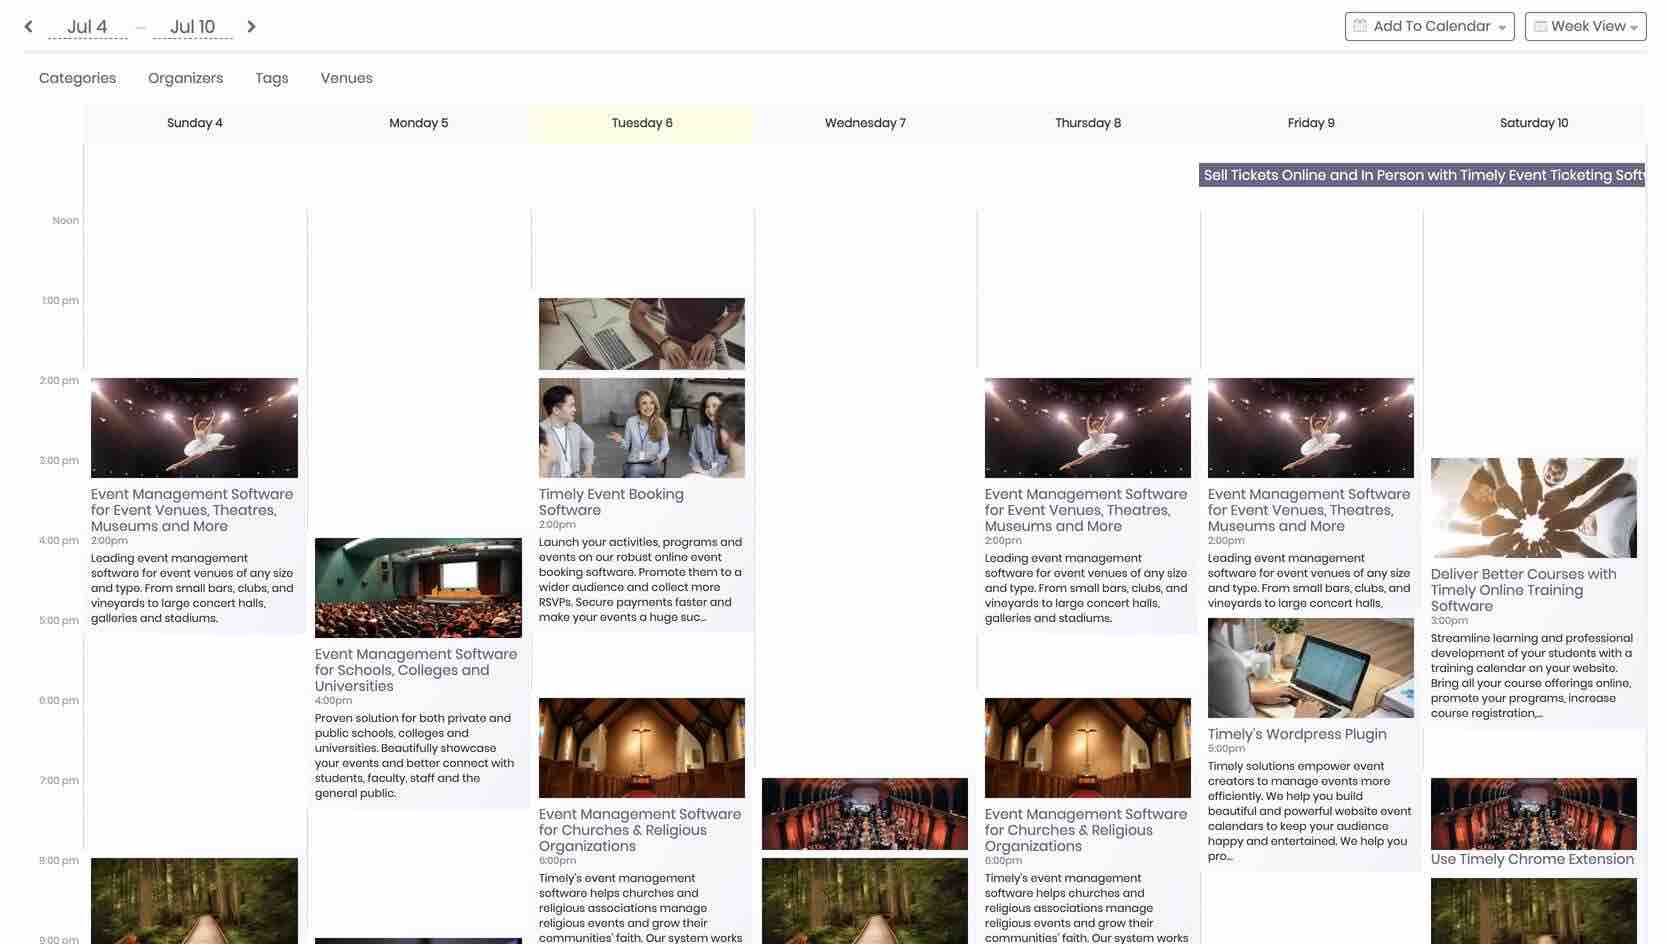 Jul 4 — Jul 10
Add To Calendar
Week View
Categories Organizers Tags Venues
Sunday 4 Monday 5 Tuesday 6 Wednesday 7 Thursday 8 Friday 9 Saturday 10
Sell Tickets Online and In Person with Timely Event Ticketing Softw
Noon
1:00 pm
2:00 pm
3:00 pm
4:00 pm
5:00 pm
6:00 pm
7:00 pm
8:00 pm
9:00 pm
Event Management Software
for Event Venues, Theatres,
Museums and More
2:00pm
Leading event management
software for event venues of any size
and type. From small bars, clubs, and
vineyards to large concert halls,
galleries and stadiums.
Event Management Software
for Schools, Colleges and
Universities
4:00pm
Proven solution for both private and
public schools, colleges and
universities. Beautifully showcase
your events and better connect with
students, faculty, staff and the
general public.
Timely Event Booking
Software
2:00pm
Launch your activities, programs and
events on our robust online event
booking software. Promote them to a
wider audience and collect more
RSVPs. Secure payments faster and
make your events a huge suc...
Event Management Software
for Churches & Religious
Organizations
6:00pm
Timely's event management
software helps churches and
religious associations manage
religious events and grow their
communities' faith. Our system works
Event Management Software
for Event Venues, Theatres,
Museums and More
2:00pm
Leading event management
software for event venues of any size
and type. From small bars, clubs, and
vineyards to large concert halls,
galleries and stadiums.
Event Management Software
for Churches & Religious
Organizations
6:00pm
Timely's event management
software helps churches and
religious associations manage
religious events and grow their
communities' faith. Our system works
Event Management Software
for Event Venues, Theatres,
Museums and More
2:00pm
Leading event management
software for event venues of any size
and type. From small bars, clubs, and
vineyards to large concert halls,
Timely's Wordpress Plugin
5:00pm
Timely solutions empower event
creators to manage events more
efficiently. We help you build
beautiful and powerful website event
calendars to keep your audience
happy and entertained. We help you
pro...
Deliver Better Courses with
Timely Online Training
Software
3:00pm
Streamline learning and professional
development of your students with a
training calendar on your website.
Bring all your course offerings online,
promote your programs, increase
course registration,...
Use Timely Chrome Extension